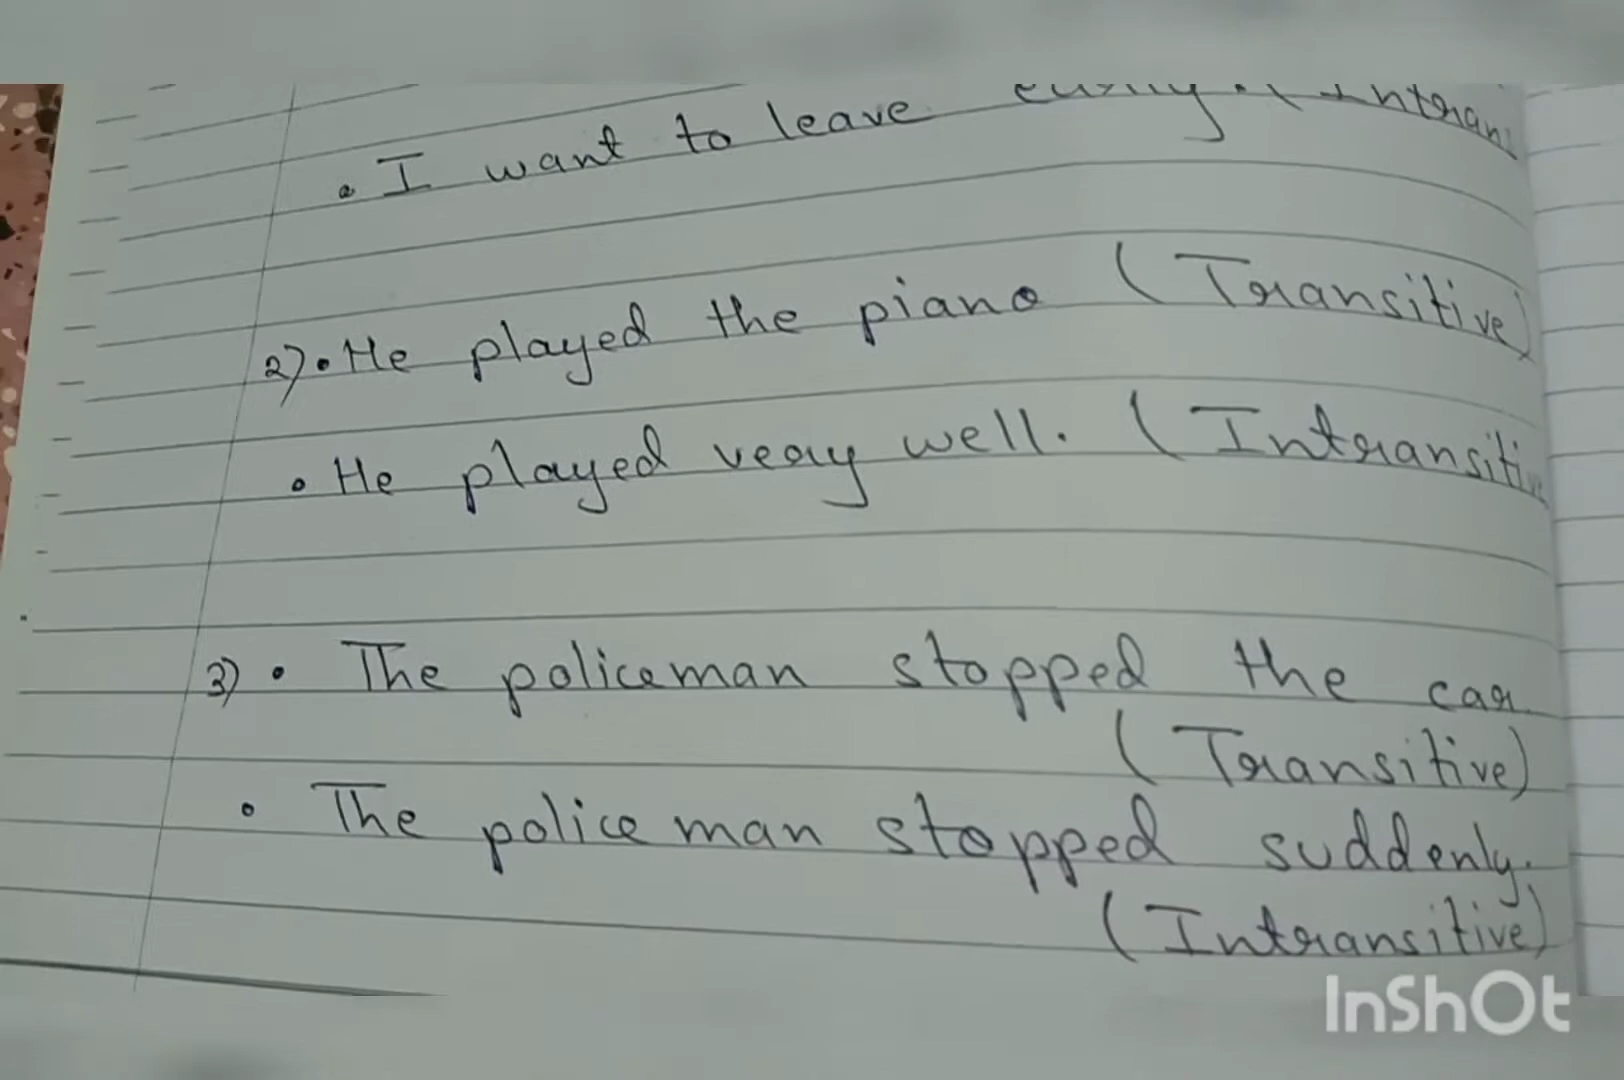 • I want to leave
2) • He played the piano (Transitive)
• He played very well. (
3) • The policeman stopped the car.
(Transitive)
• The police man stopped suddenly.
(Intransitive)
InShOt